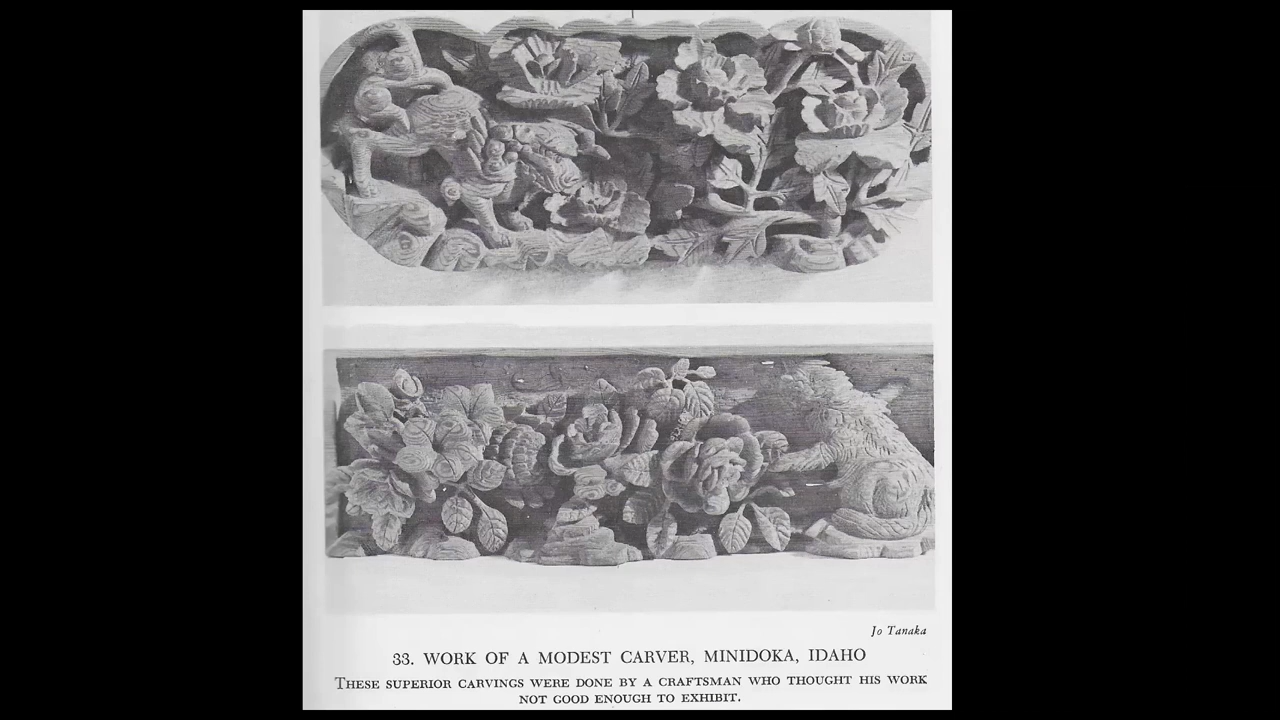 Jo Tanaka
33. WORK OF A MODEST CARVER, MINIDOKA, IDAHO
THESE SUPERIOR CARVINGS WERE DONE BY A CRAFTSMAN WHO THOUGHT HIS WORK
NOT GOOD ENOUGH TO EXHIBIT.